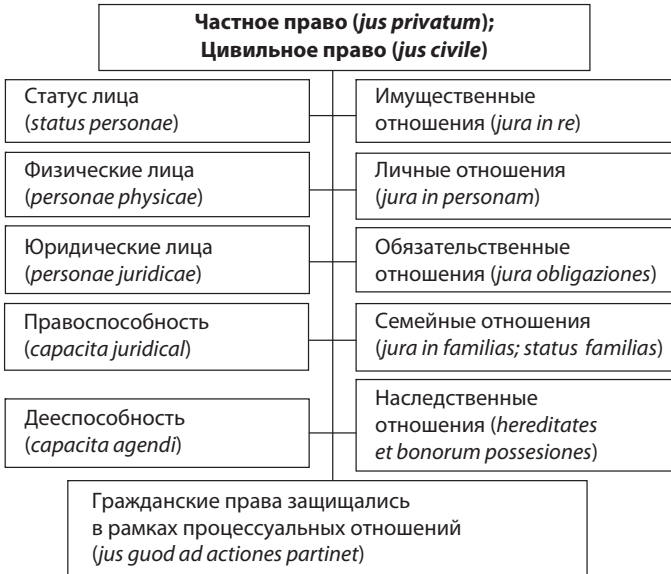 Частное право (jus privatum);
Цивильное право (jus civile)
Статус лица
(status personae)
Имущественные
отношения (jura in re)
Физические лица
(personae physicae)
Личные отношения
(jura in personam)
Юридические лица
(personae juridicae)
Обязательственные
отношения (jura obligaziones)
Правоспособность
(capacita juridical)
Семейные отношения
(jura in familias; status familias)
Дееспособность
(capacita agendi)
Наследственные
отношения (hereditates
et bonorum possesiones)
Гражданские права защищались
в рамках процессуальных отношений
(jus guod ad actiones partinet)